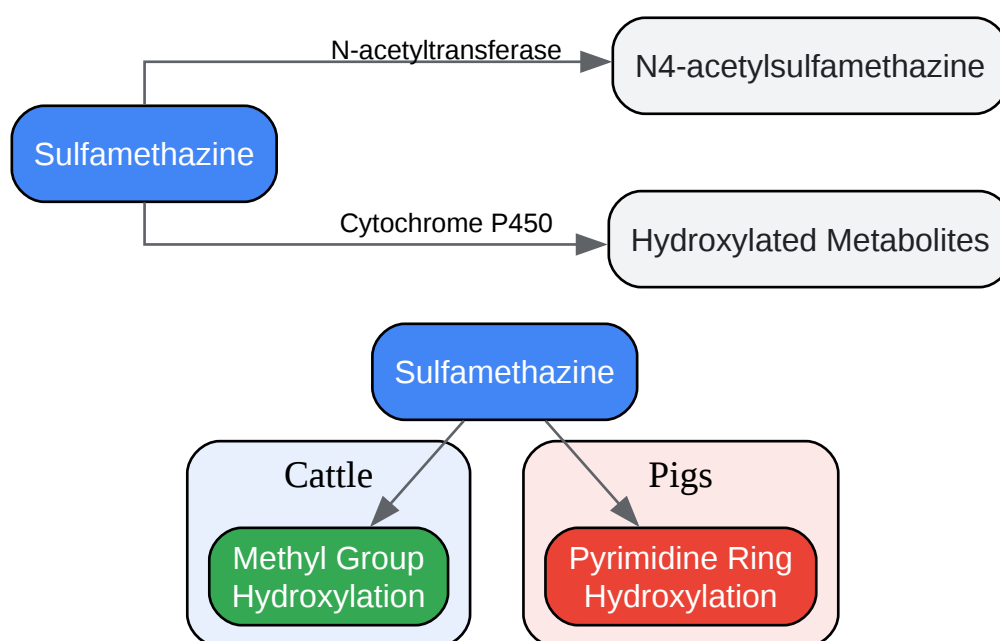 N-acetyltransferase
N4-acetylsulfamethazine
Sulfamethazine
Cytochrome P450
Hydroxylated Metabolites
Sulfamethazine
Cattle
Pigs
Methyl Group
Hydroxylation
Pyrimidine Ring
Hydroxylation